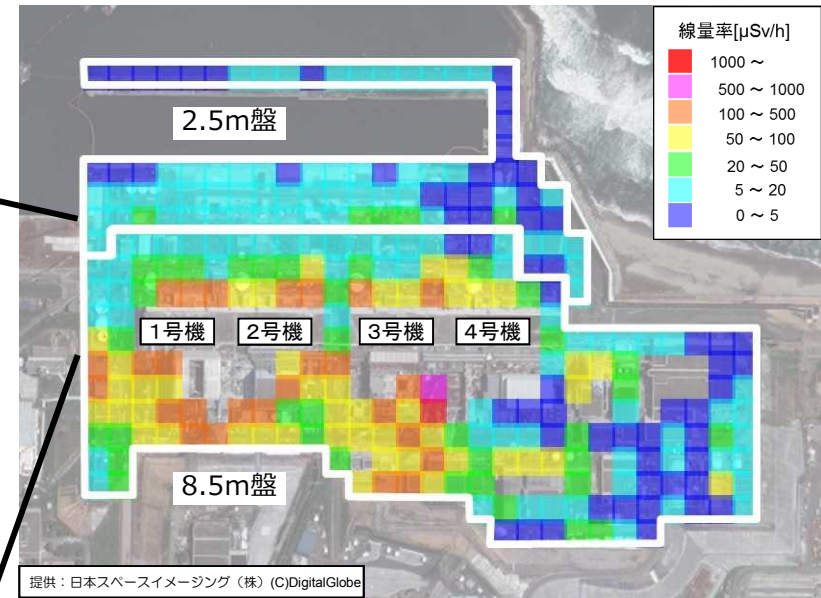 線量率[μSv/h]
1000 ~
500 ~ 1000
100 ~ 500
50 ~ 100
20 ~ 50
5 ~ 20
0 ~ 5
2.5m盤
1号機
2号機
3号機
4号機
8.5m盤
提供:日本スペースイメージング(株)(C)DigitalGlobe